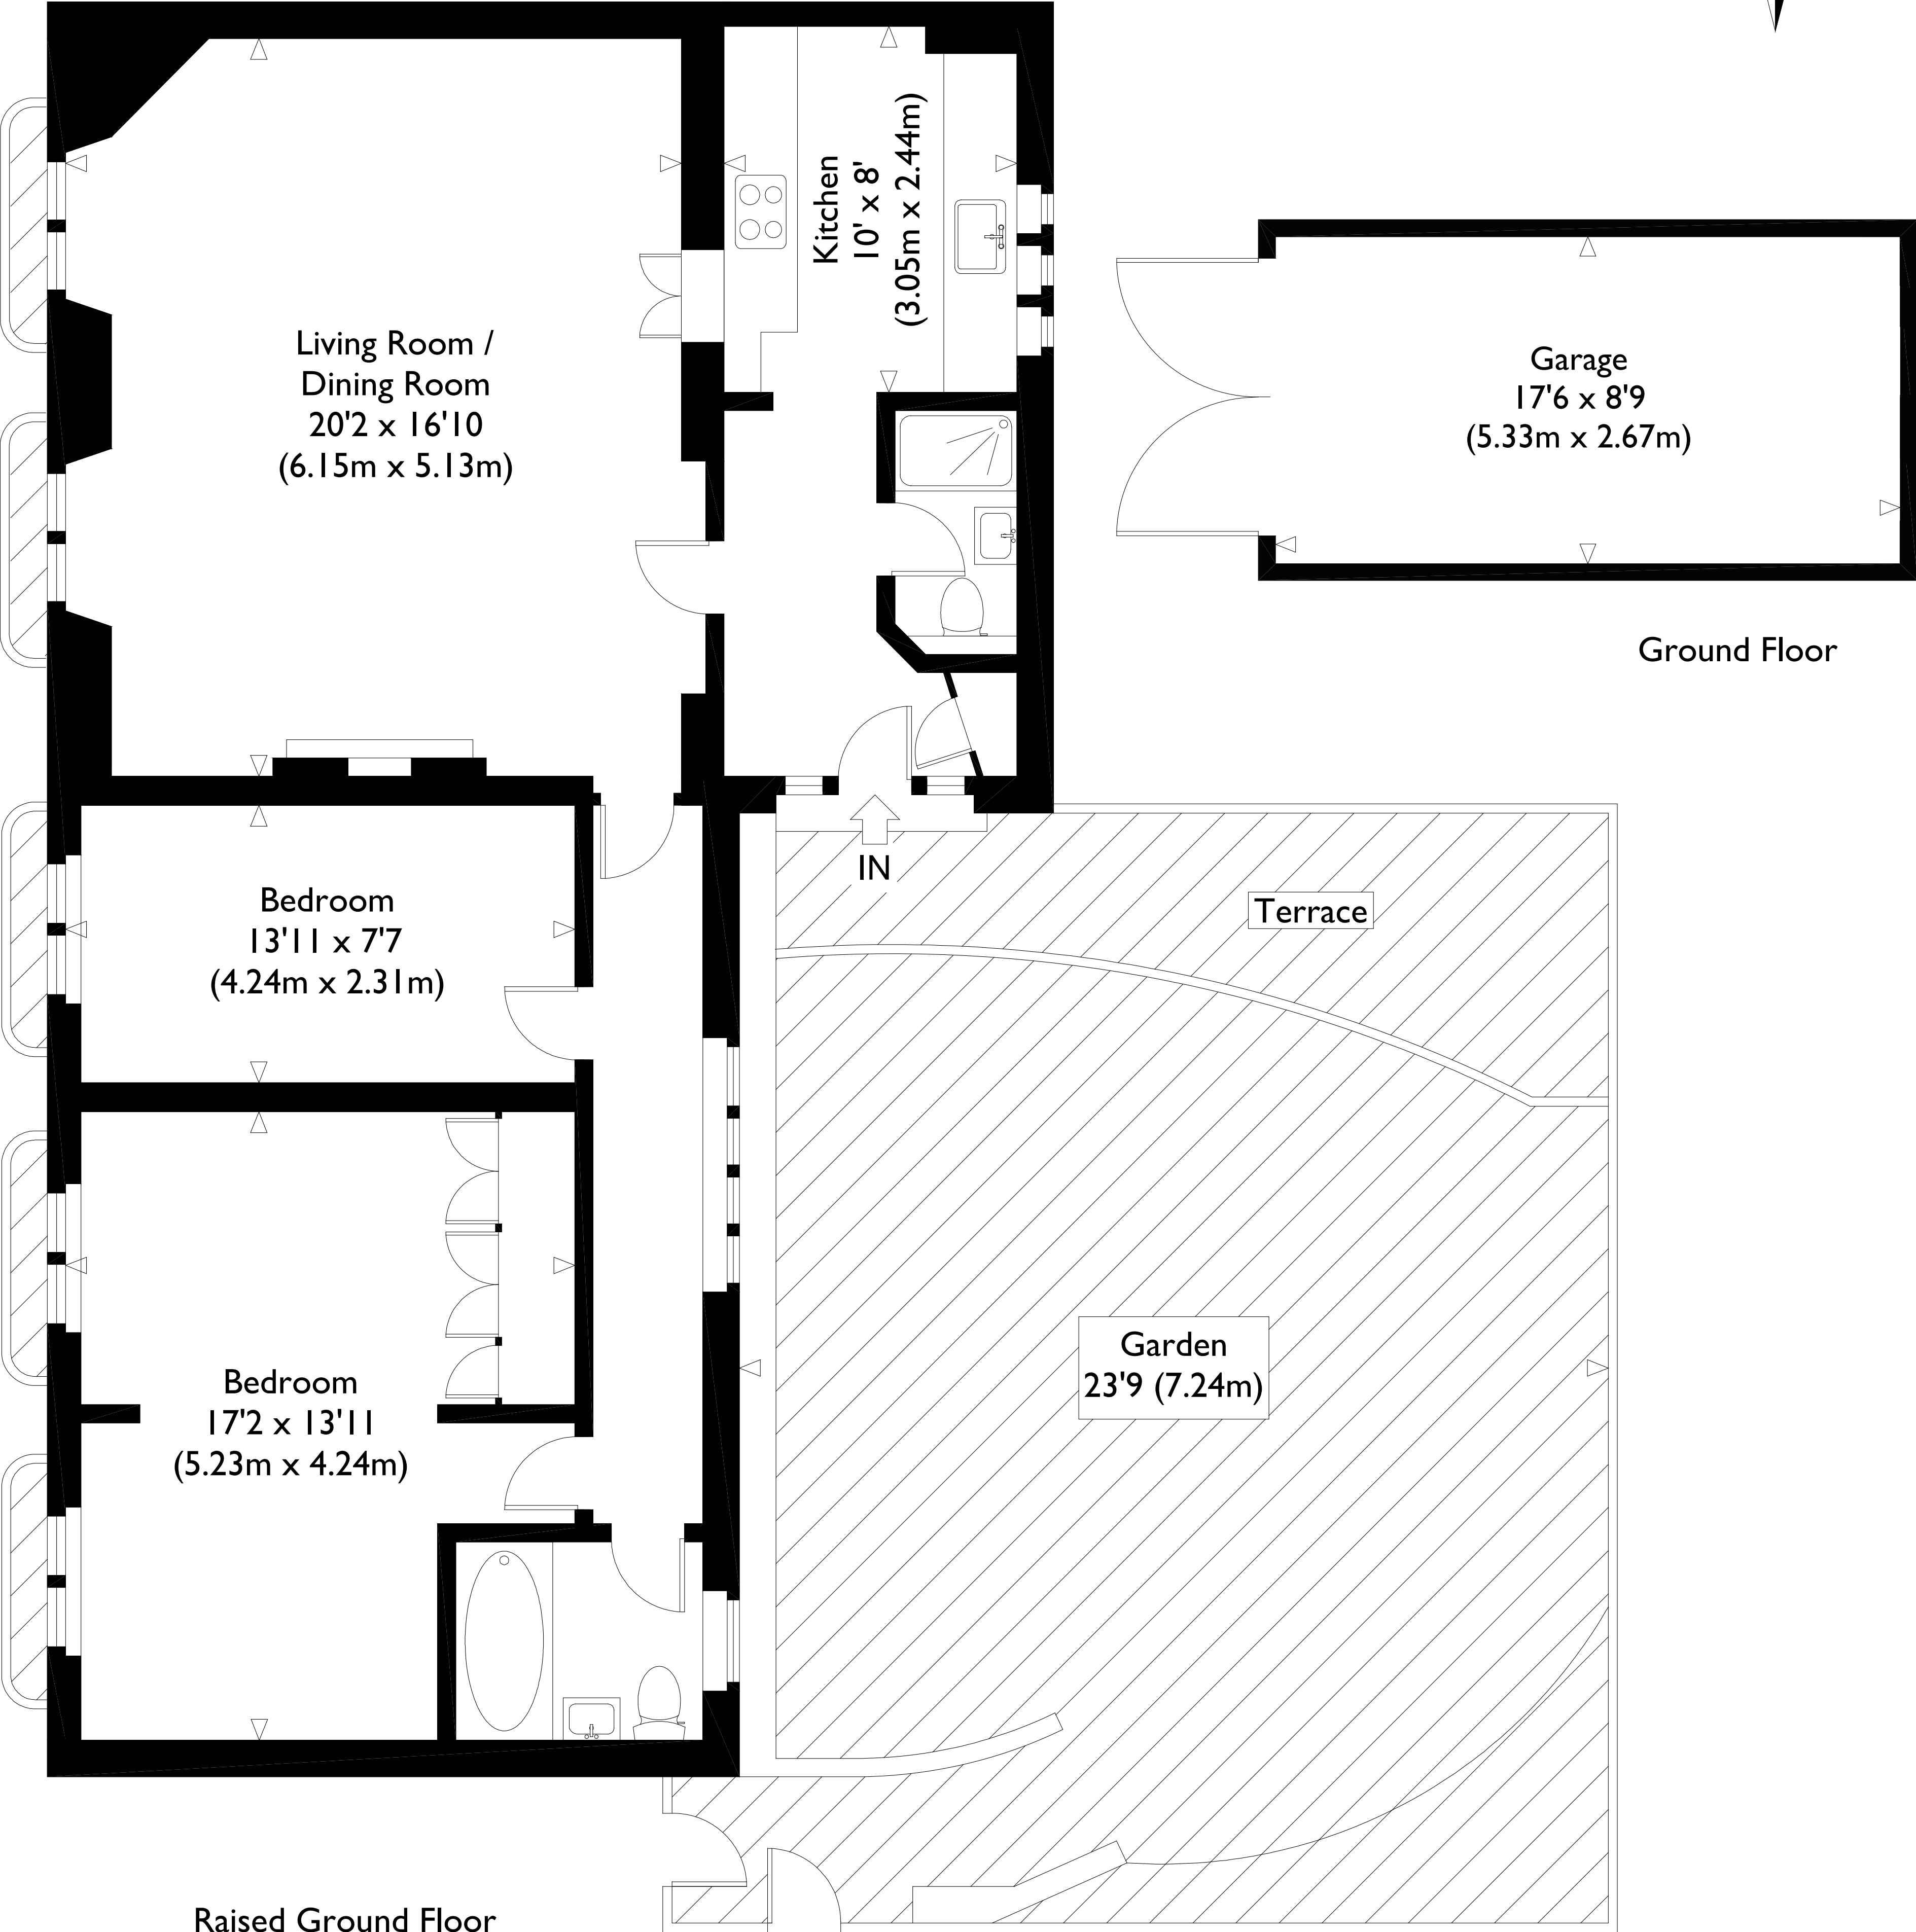 Living Room /
Dining Room
20'2 x 16'10
(6.15m x 5.13m)
Kitchen
10' x 8'
(3.05m x 2.44m)
Garage
17'6 x 8'9
(5.33m x 2.67m)
Ground Floor
IN
Terrace
Bedroom
13'11 x 7'7
(4.24m x 2.31m)
Garden
23'9 (7.24m)
Bedroom
17'2 x 13'11
(5.23m x 4.24m)
Raised Ground Floor